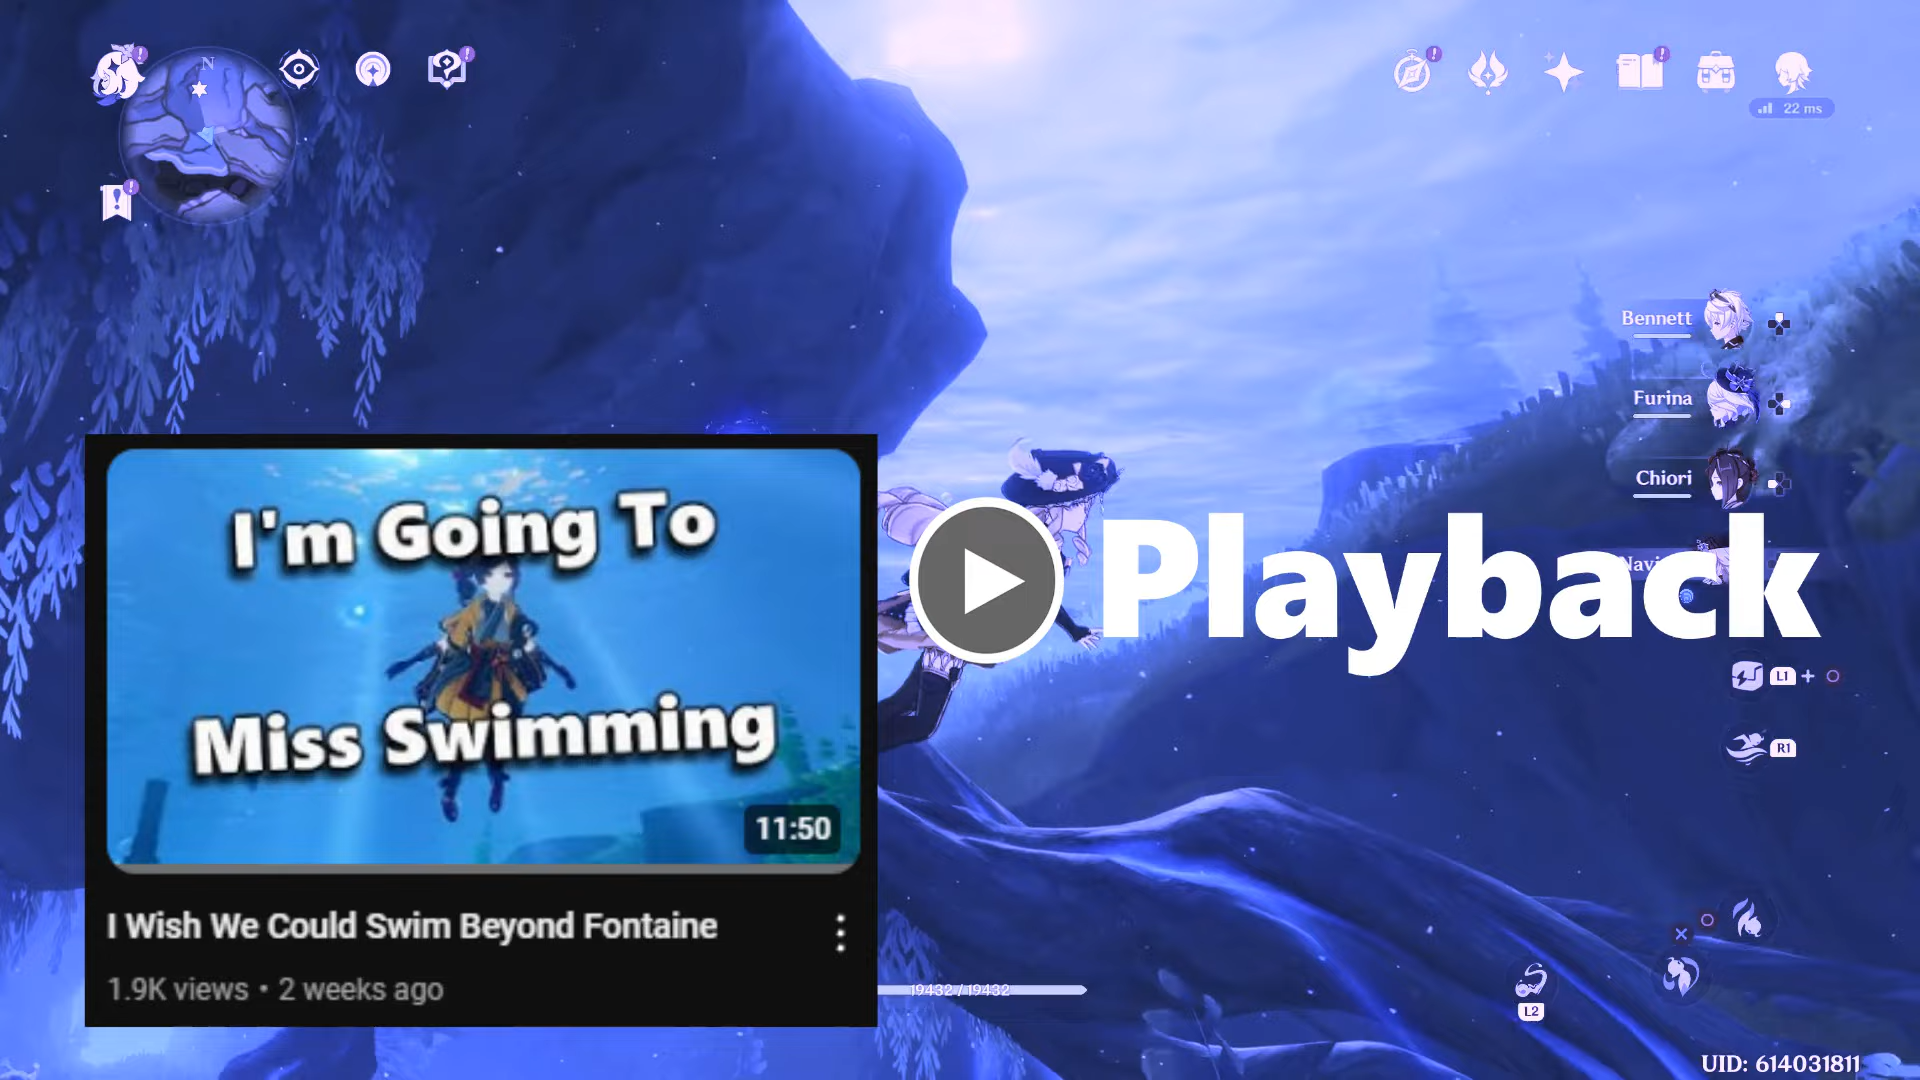 N
22 ms
Bennett
Furina
Chiori
Navi
I'm Going To
Miss Swimming
11:50
I Wish We Could Swim Beyond Fontaine
1.9K views • 2 weeks ago
Playback
L1 +
R1
19432 / 19432
L2
UID: 614031811